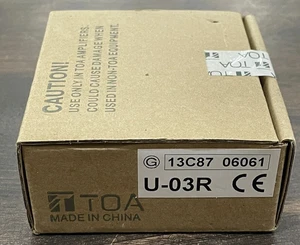 CAUTION!
USE ONLY IN TOA AMPLIFIERS.
COULD CAUSE DAMAGE WHEN
USED IN NON-TOA EQUIPMENT.
TOA
G 13C87 06061
U-03R CE
TOA
MADE IN CHINA